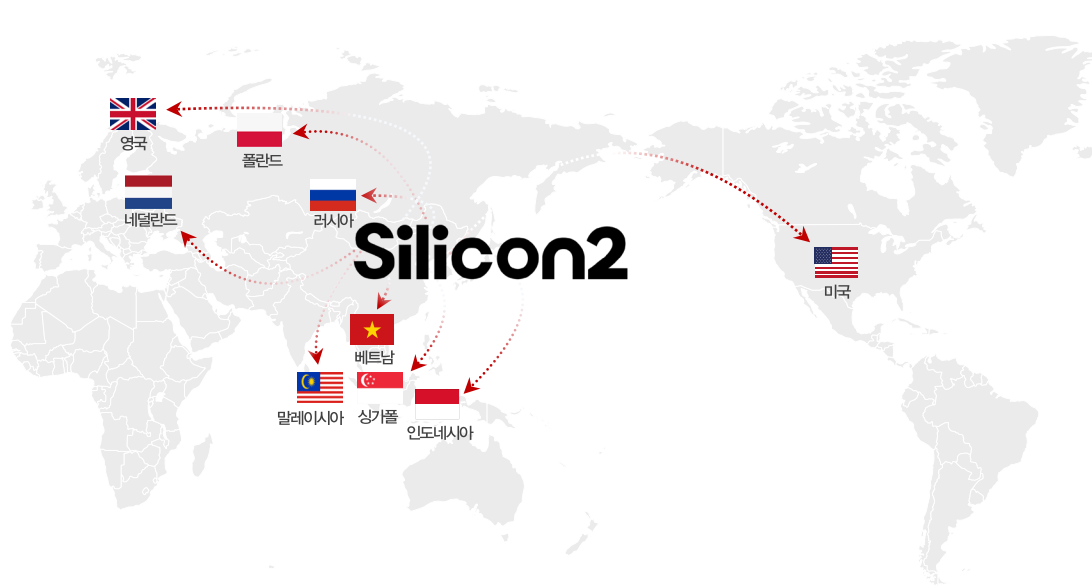 영국
폴란드
네덜란드
러시아
Silicon2
미국
베트남
말레이시아
싱가폴
인도네시아